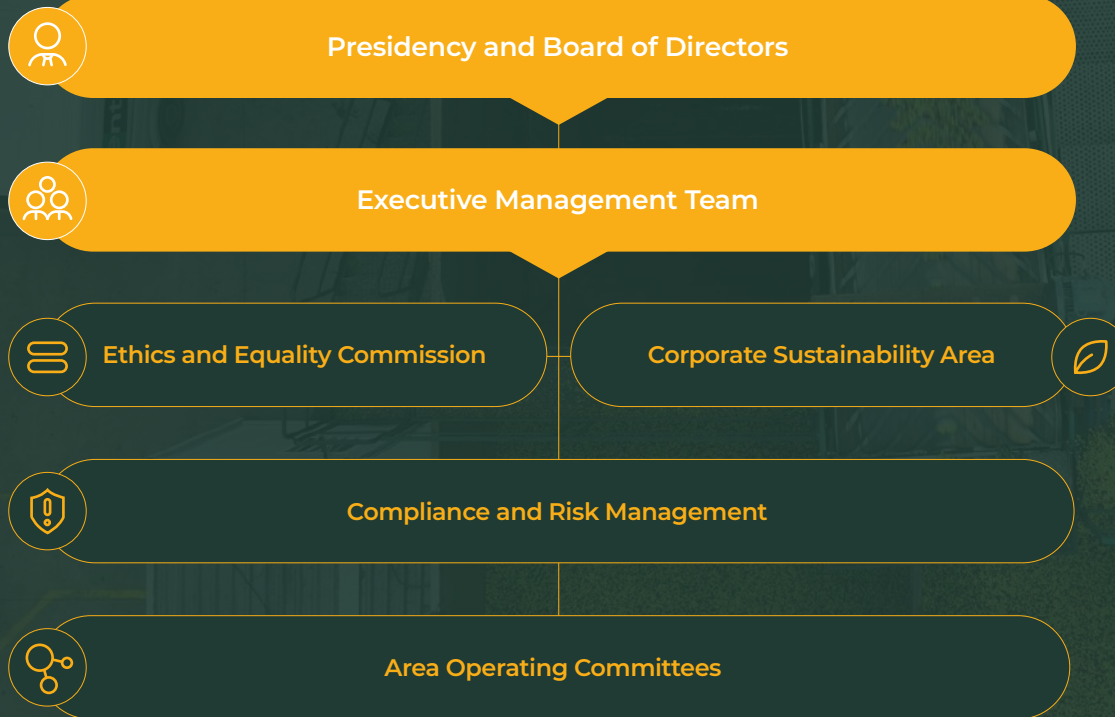 Presidency and Board of Directors
Executive Management Team
Ethics and Equality Commission
Corporate Sustainability Area
Compliance and Risk Management
Area Operating Committees